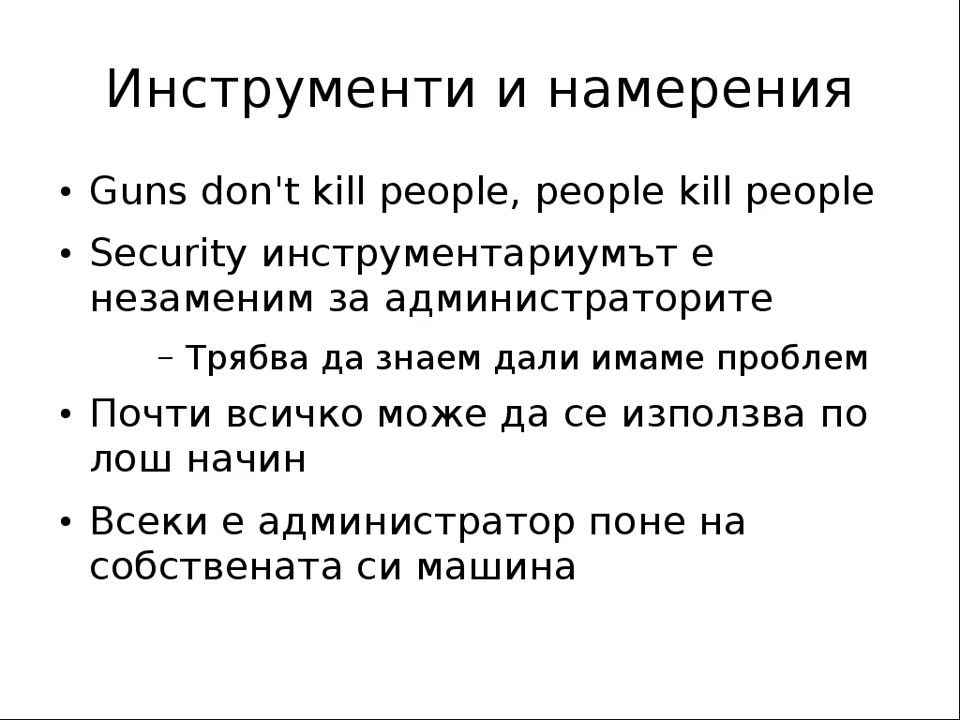 Инструменти и намерения
• Guns don't kill people, people kill people
• Security инструментариумът е
незаменим за администраторите
– Трябва да знаем дали имаме проблем
• Почти всичко може да се използва по
лош начин
• Всеки е администратор поне на
собствената си машина